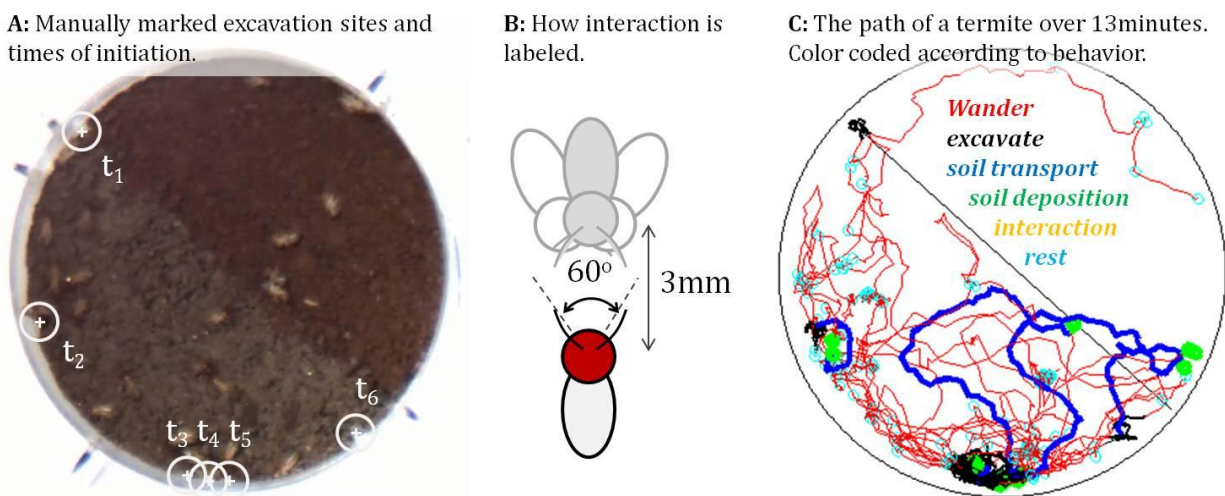 A: Manually marked excavation sites and
times of initiation.
t1
t2
t3 t4 t5
t6
B: How interaction is
labeled.
60o
3mm
C: The path of a termite over 13minutes.
Color coded according to behavior.
Wander
excavate
soil transport
soil deposition
interaction
rest